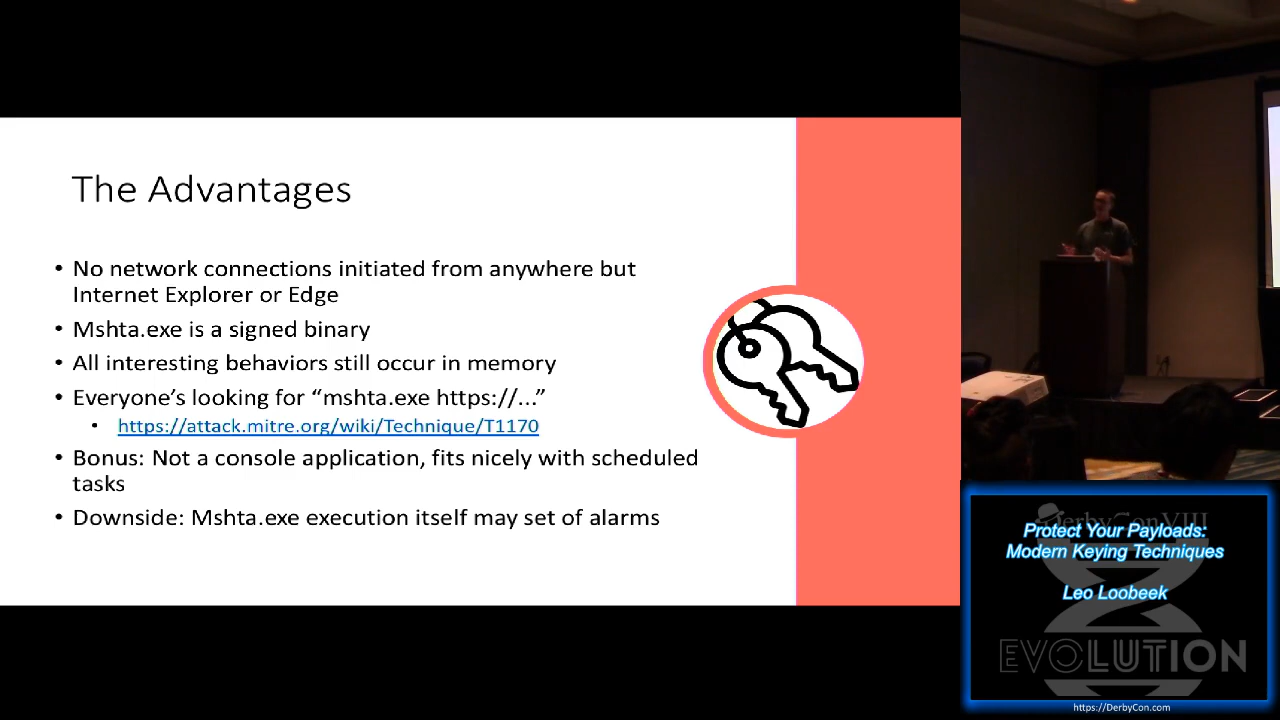 The Advantages
• No network connections initiated from anywhere but
Internet Explorer or Edge
• Mshta.exe is a signed binary
• All interesting behaviors still occur in memory
• Everyone’s looking for “mshta.exe https://...”
• https://attack.mitre.org/wiki/Technique/T1170
• Bonus: Not a console application, fits nicely with scheduled
tasks
• Downside: Mshta.exe execution itself may set of alarms
DerbyCon VIII
Protect Your Payloads:
Modern Keying Techniques
Leo Loobeek
EVOLUTION
https://DerbyCon.com